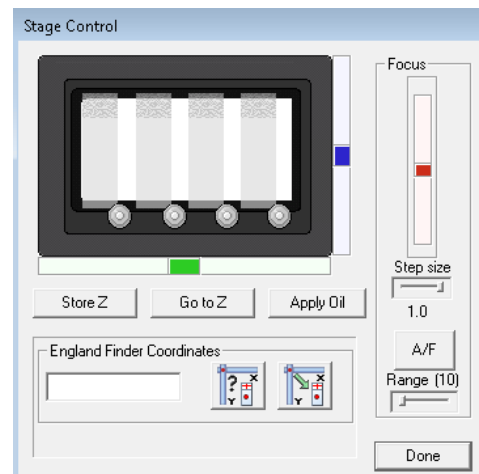 Stage Control
Focus
Step size
1.0
Store Z
Go to Z
Apply Oil
A/F
Range (10)
England Finder Coordinates
? X
Y
X
Y
Done